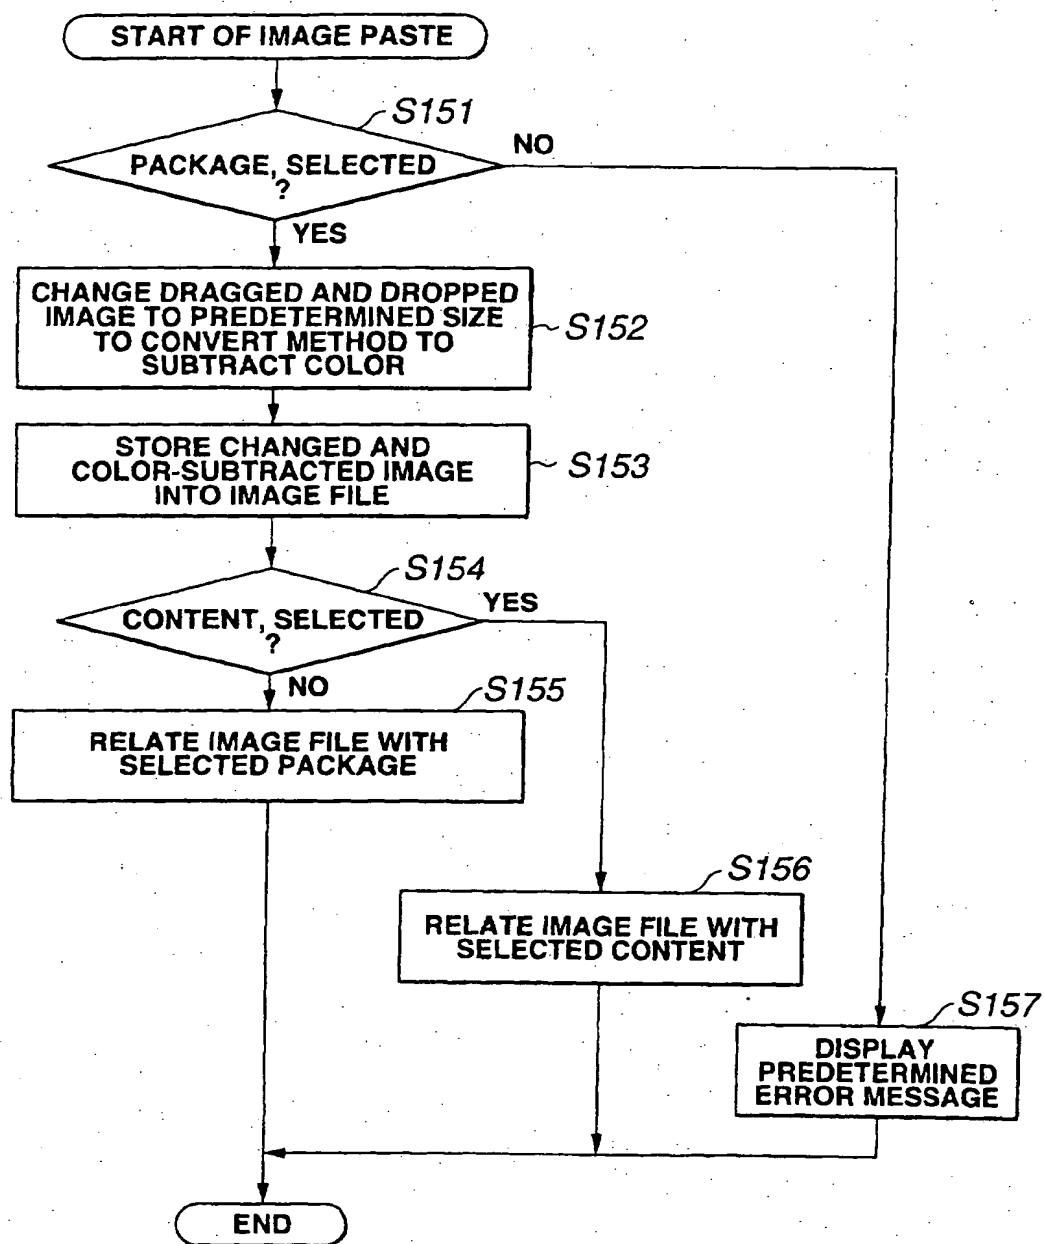 START OF IMAGE PASTE
S151
PACKAGE, SELECTED
?
NO
YES
CHANGE DRAGGED AND DROPPED
IMAGE TO PREDETERMINED SIZE
TO CONVERT METHOD TO
SUBTRACT COLOR
S152
STORE CHANGED AND
COLOR-SUBTRACTED IMAGE
INTO IMAGE FILE
S153
S154
CONTENT, SELECTED
?
YES
NO
S155
RELATE IMAGE FILE WITH
SELECTED PACKAGE
S156
RELATE IMAGE FILE WITH
SELECTED CONTENT
S157
DISPLAY
PREDETERMINED
ERROR MESSAGE
END